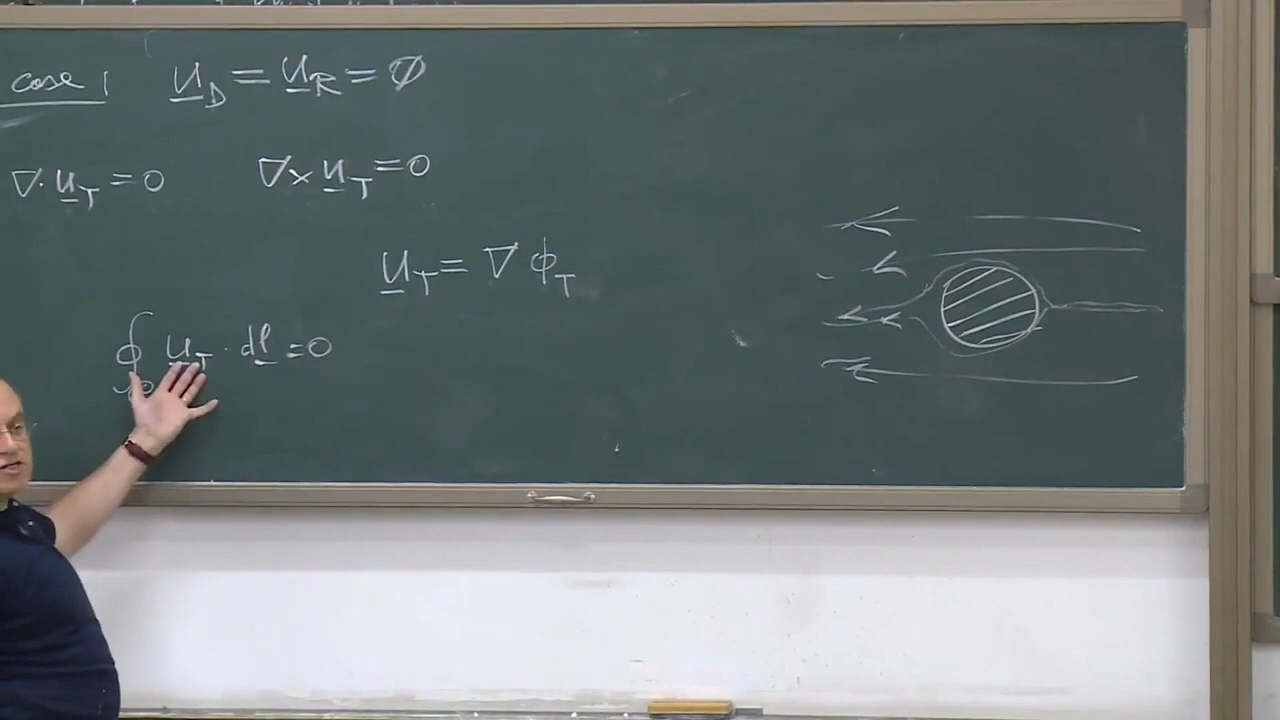 case 1 u_D = u_R = ∅
∇· u_T = 0 ∇× u_T = 0
u_T = ∇ϕ_T
∮ u_T · dl = 0